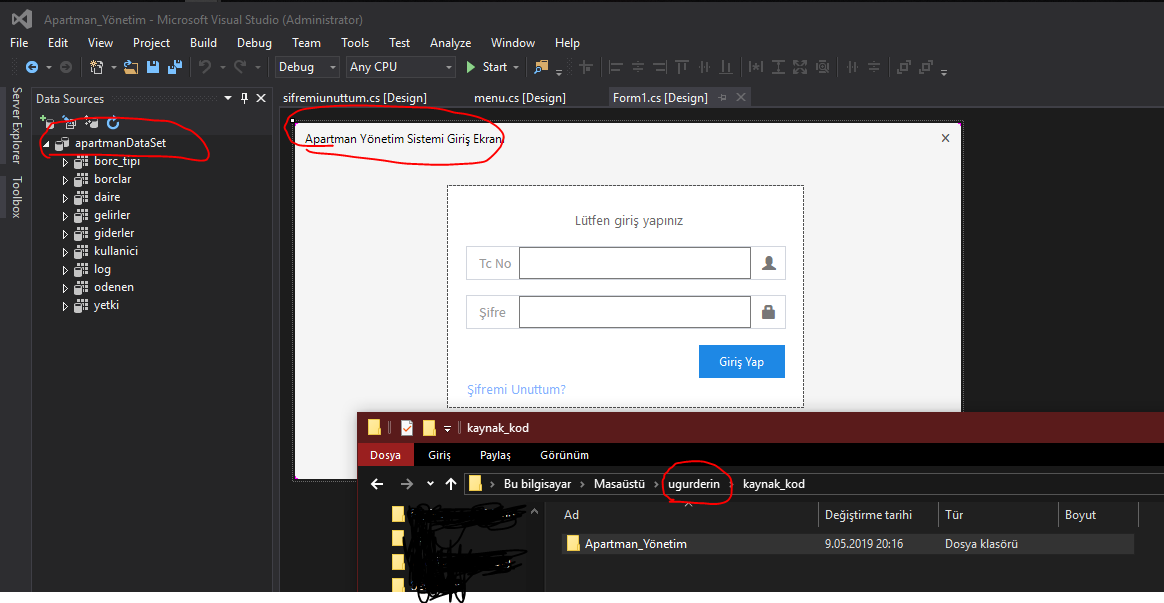 Apartman_Yönetim - Microsoft Visual Studio (Administrator)
File Edit View Project Build Debug Team Tools Test Analyze Window Help
Debug Any CPU Start
Server Explorer
Toolbox
Data Sources
apartmanDataSet
borc_tipi
borclar
daire
gelirler
giderler
kullanici
log
odenen
yetki
sifremiunuttum.cs [Design] menu.cs [Design] Form1.cs [Design]
Apartman Yönetim Sistemi Giriş Ekranı
Lütfen giriş yapınız
Tc No
Şifre
Giriş Yap
Şifremi Unuttum?
kaynak_kod
Dosya Giriş Paylaş Görünüm
Bu bilgisayar › Masaüstü › ugurderin › kaynak_kod
Ad Değiştirme tarihi Tür Boyut
Apartman_Yönetim 9.05.2019 20:16 Dosya klasörü